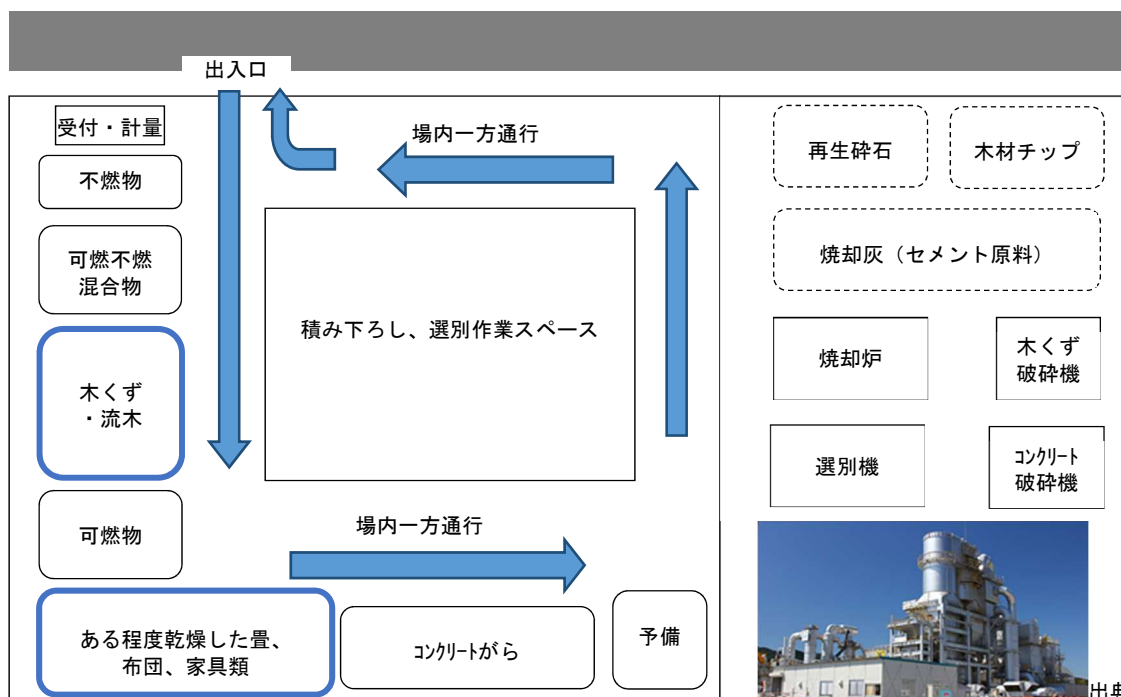 出入口
受付・計量
場内一方通行
再生砕石
木材チップ
不燃物
可燃不燃
混合物
焼却灰（セメント原料）
積み下ろし、選別作業スペース
焼却炉
木くず
破砕機
木くず
・流木
選別機
ｺﾝｸﾘｰﾄ
破砕機
可燃物
場内一方通行
ある程度乾燥した畳、
布団、家具類
ｺﾝｸﾘｰﾄがら
予備
出典